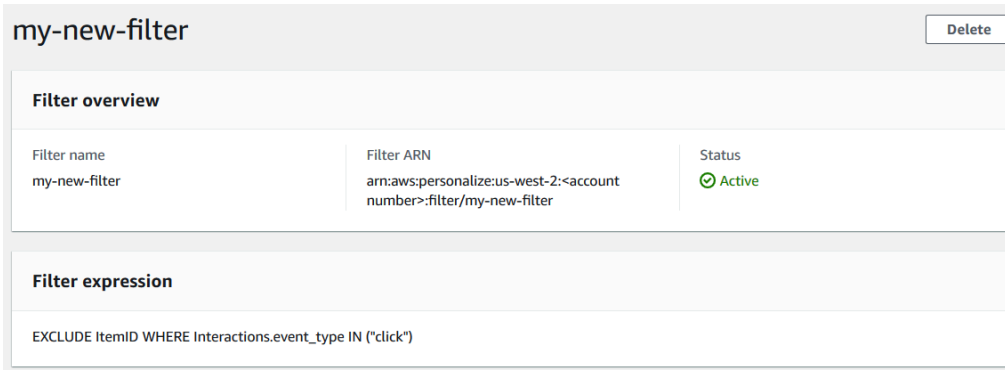 my-new-filter
Delete
Filter overview
Filter name
Filter ARN
Status
my-new-filter
arn:aws:personalize:us-west-2:<account
number>:filter/my-new-filter
Active
Filter expression
EXCLUDE ItemID WHERE Interactions.event_type IN ("click")